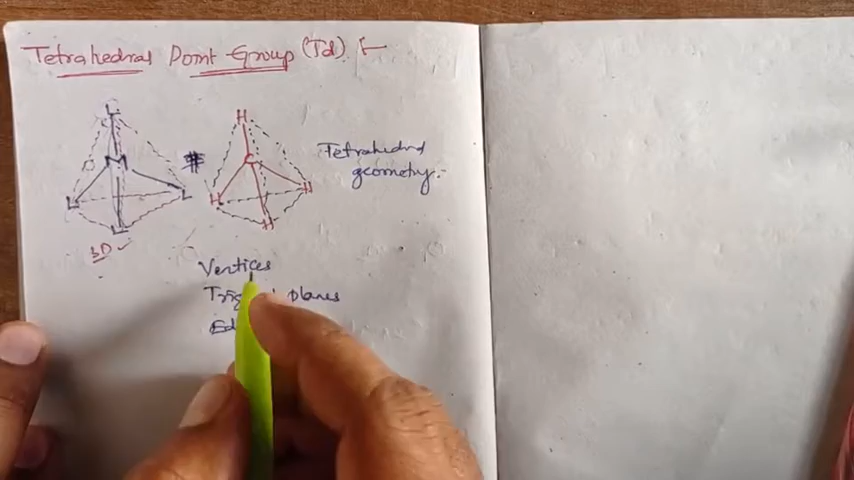 Tetrahedral Point Group (Td)
L
H
M
#
C
Tetrahedral
geometry.
L
L
H
H
L
H
3D ✓
Vertices
planes